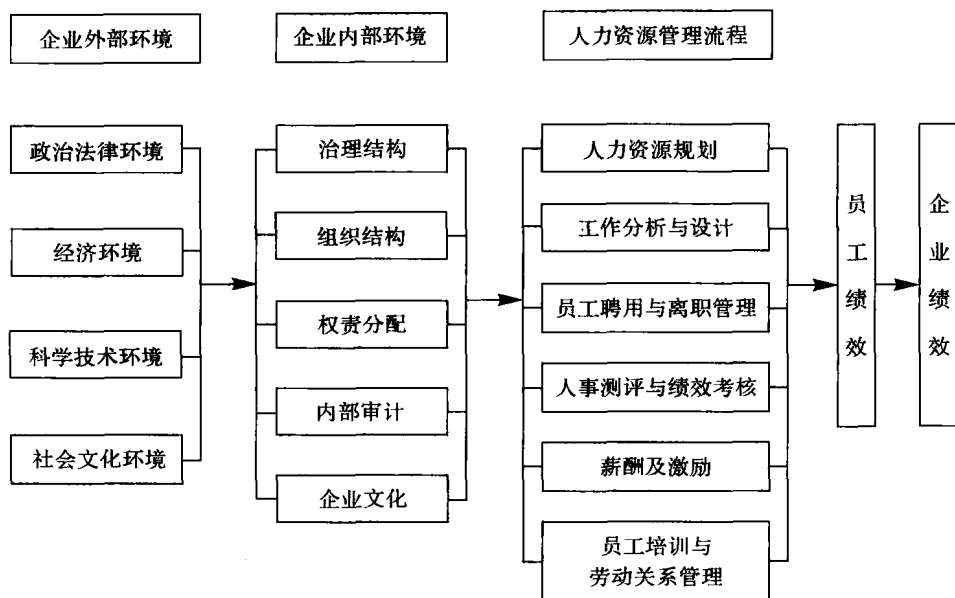 企业外部环境
企业内部环境
人力资源管理流程
政治法律环境
经济环境
科学技术环境
社会文化环境
治理结构
组织结构
权责分配
内部审计
企业文化
人力资源规划
工作分析与设计
员工聘用与离职管理
人事测评与绩效考核
薪酬及激励
员工培训与
劳动关系管理
员工绩效
企业绩效